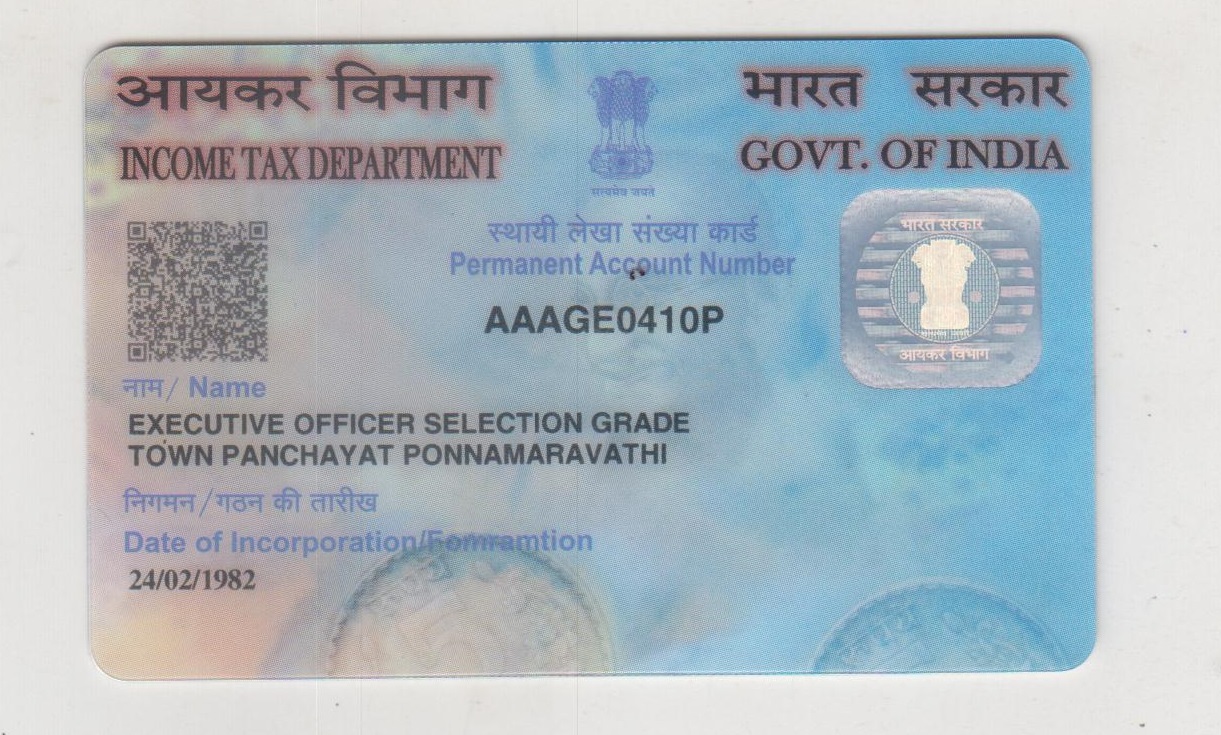 आयकर विभाग
INCOME TAX DEPARTMENT
सत्यमेव जयते
भारत सरकार
GOVT. OF INDIA
स्थायी लेखा संख्या कार्ड
Permanent Account Number
AAAGE0410P
भारत सरकार
आयकर विभाग
नाम / Name
EXECUTIVE OFFICER SELECTION GRADE
TOWN PANCHAYAT PONNAMARAVATHI
निगमन/गठन की तारीख
Date of Incorporation/Fomramtion
24/02/1982